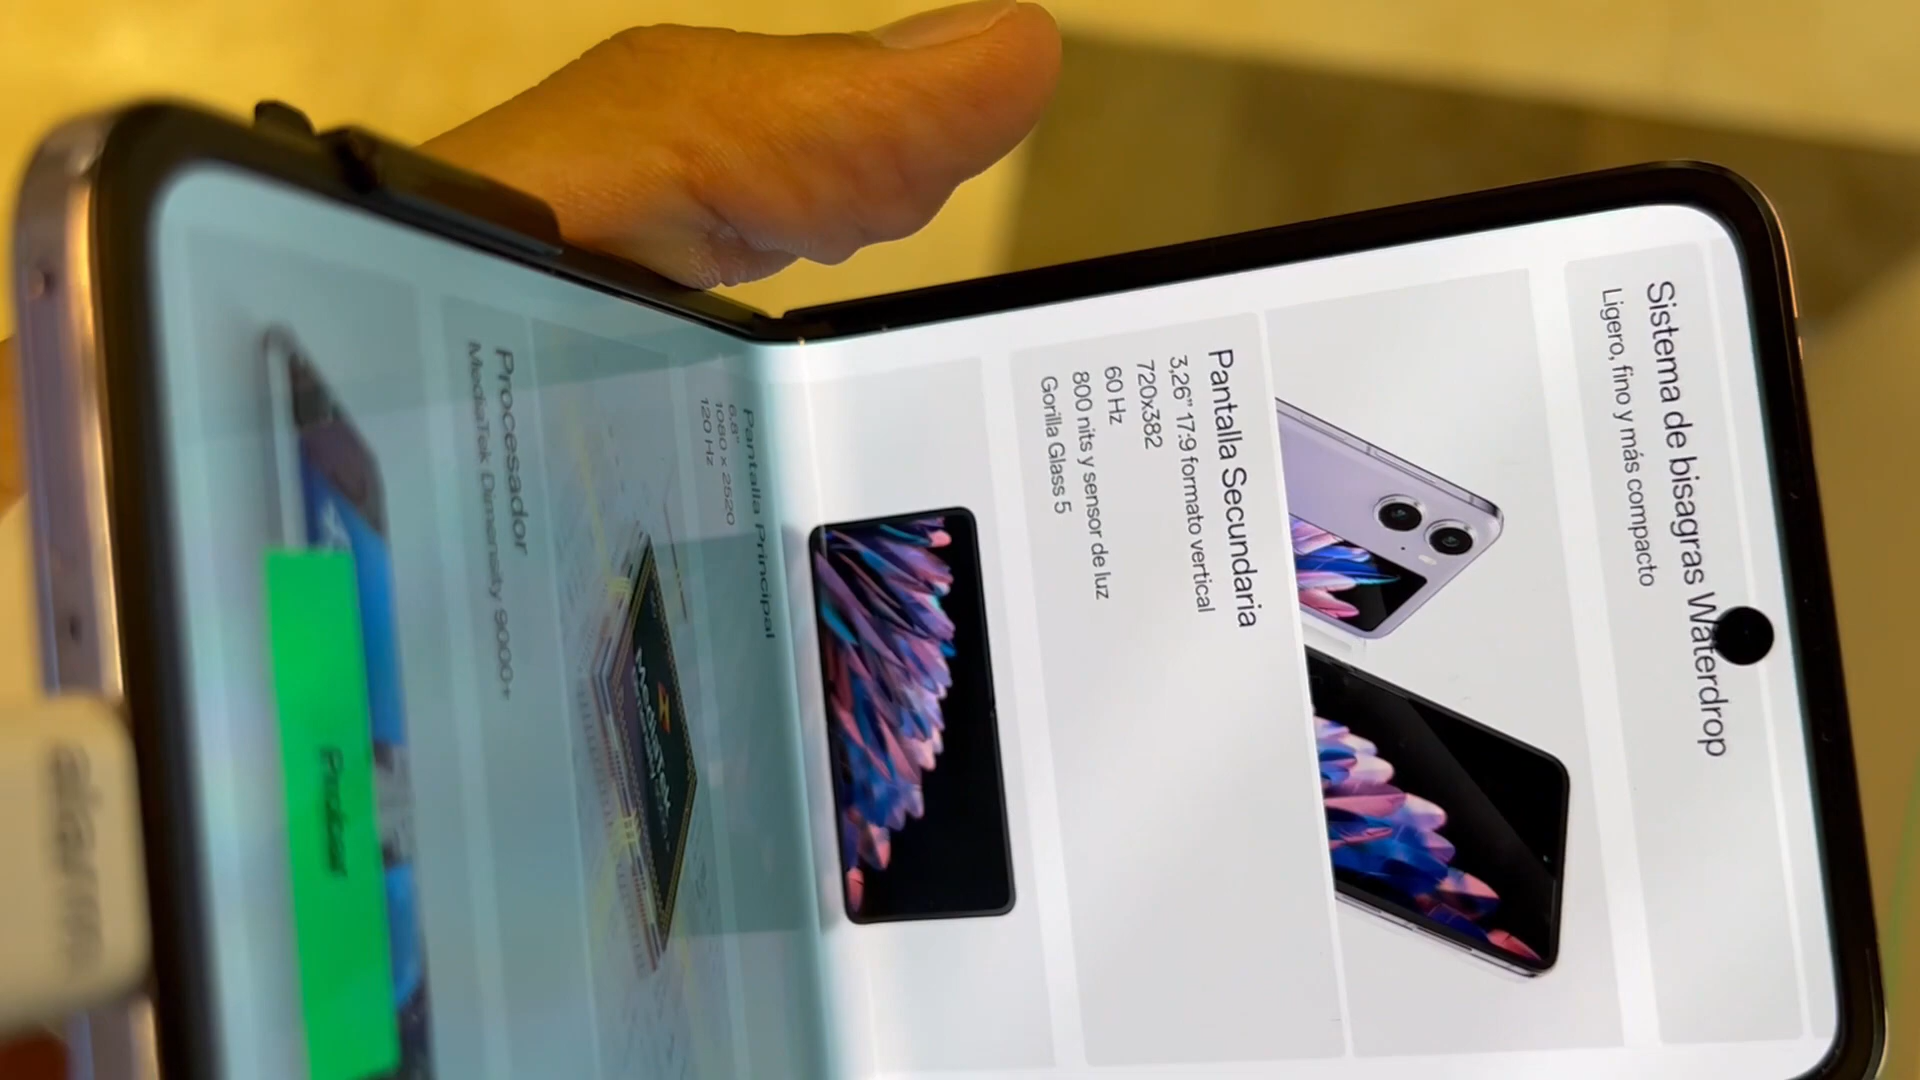 Sistema de bisagras Waterdrop
Ligero, fino y más compacto
Pantalla Secundaria
3,26” 17:9 formato vertical
720x382
60 Hz
800 nits y sensor de luz
Gorilla Glass 5
Pantalla Principal
6.8”
1080 x 2520
120 Hz
MediaTek
Procesador
MediaTek Dimensity 9000+